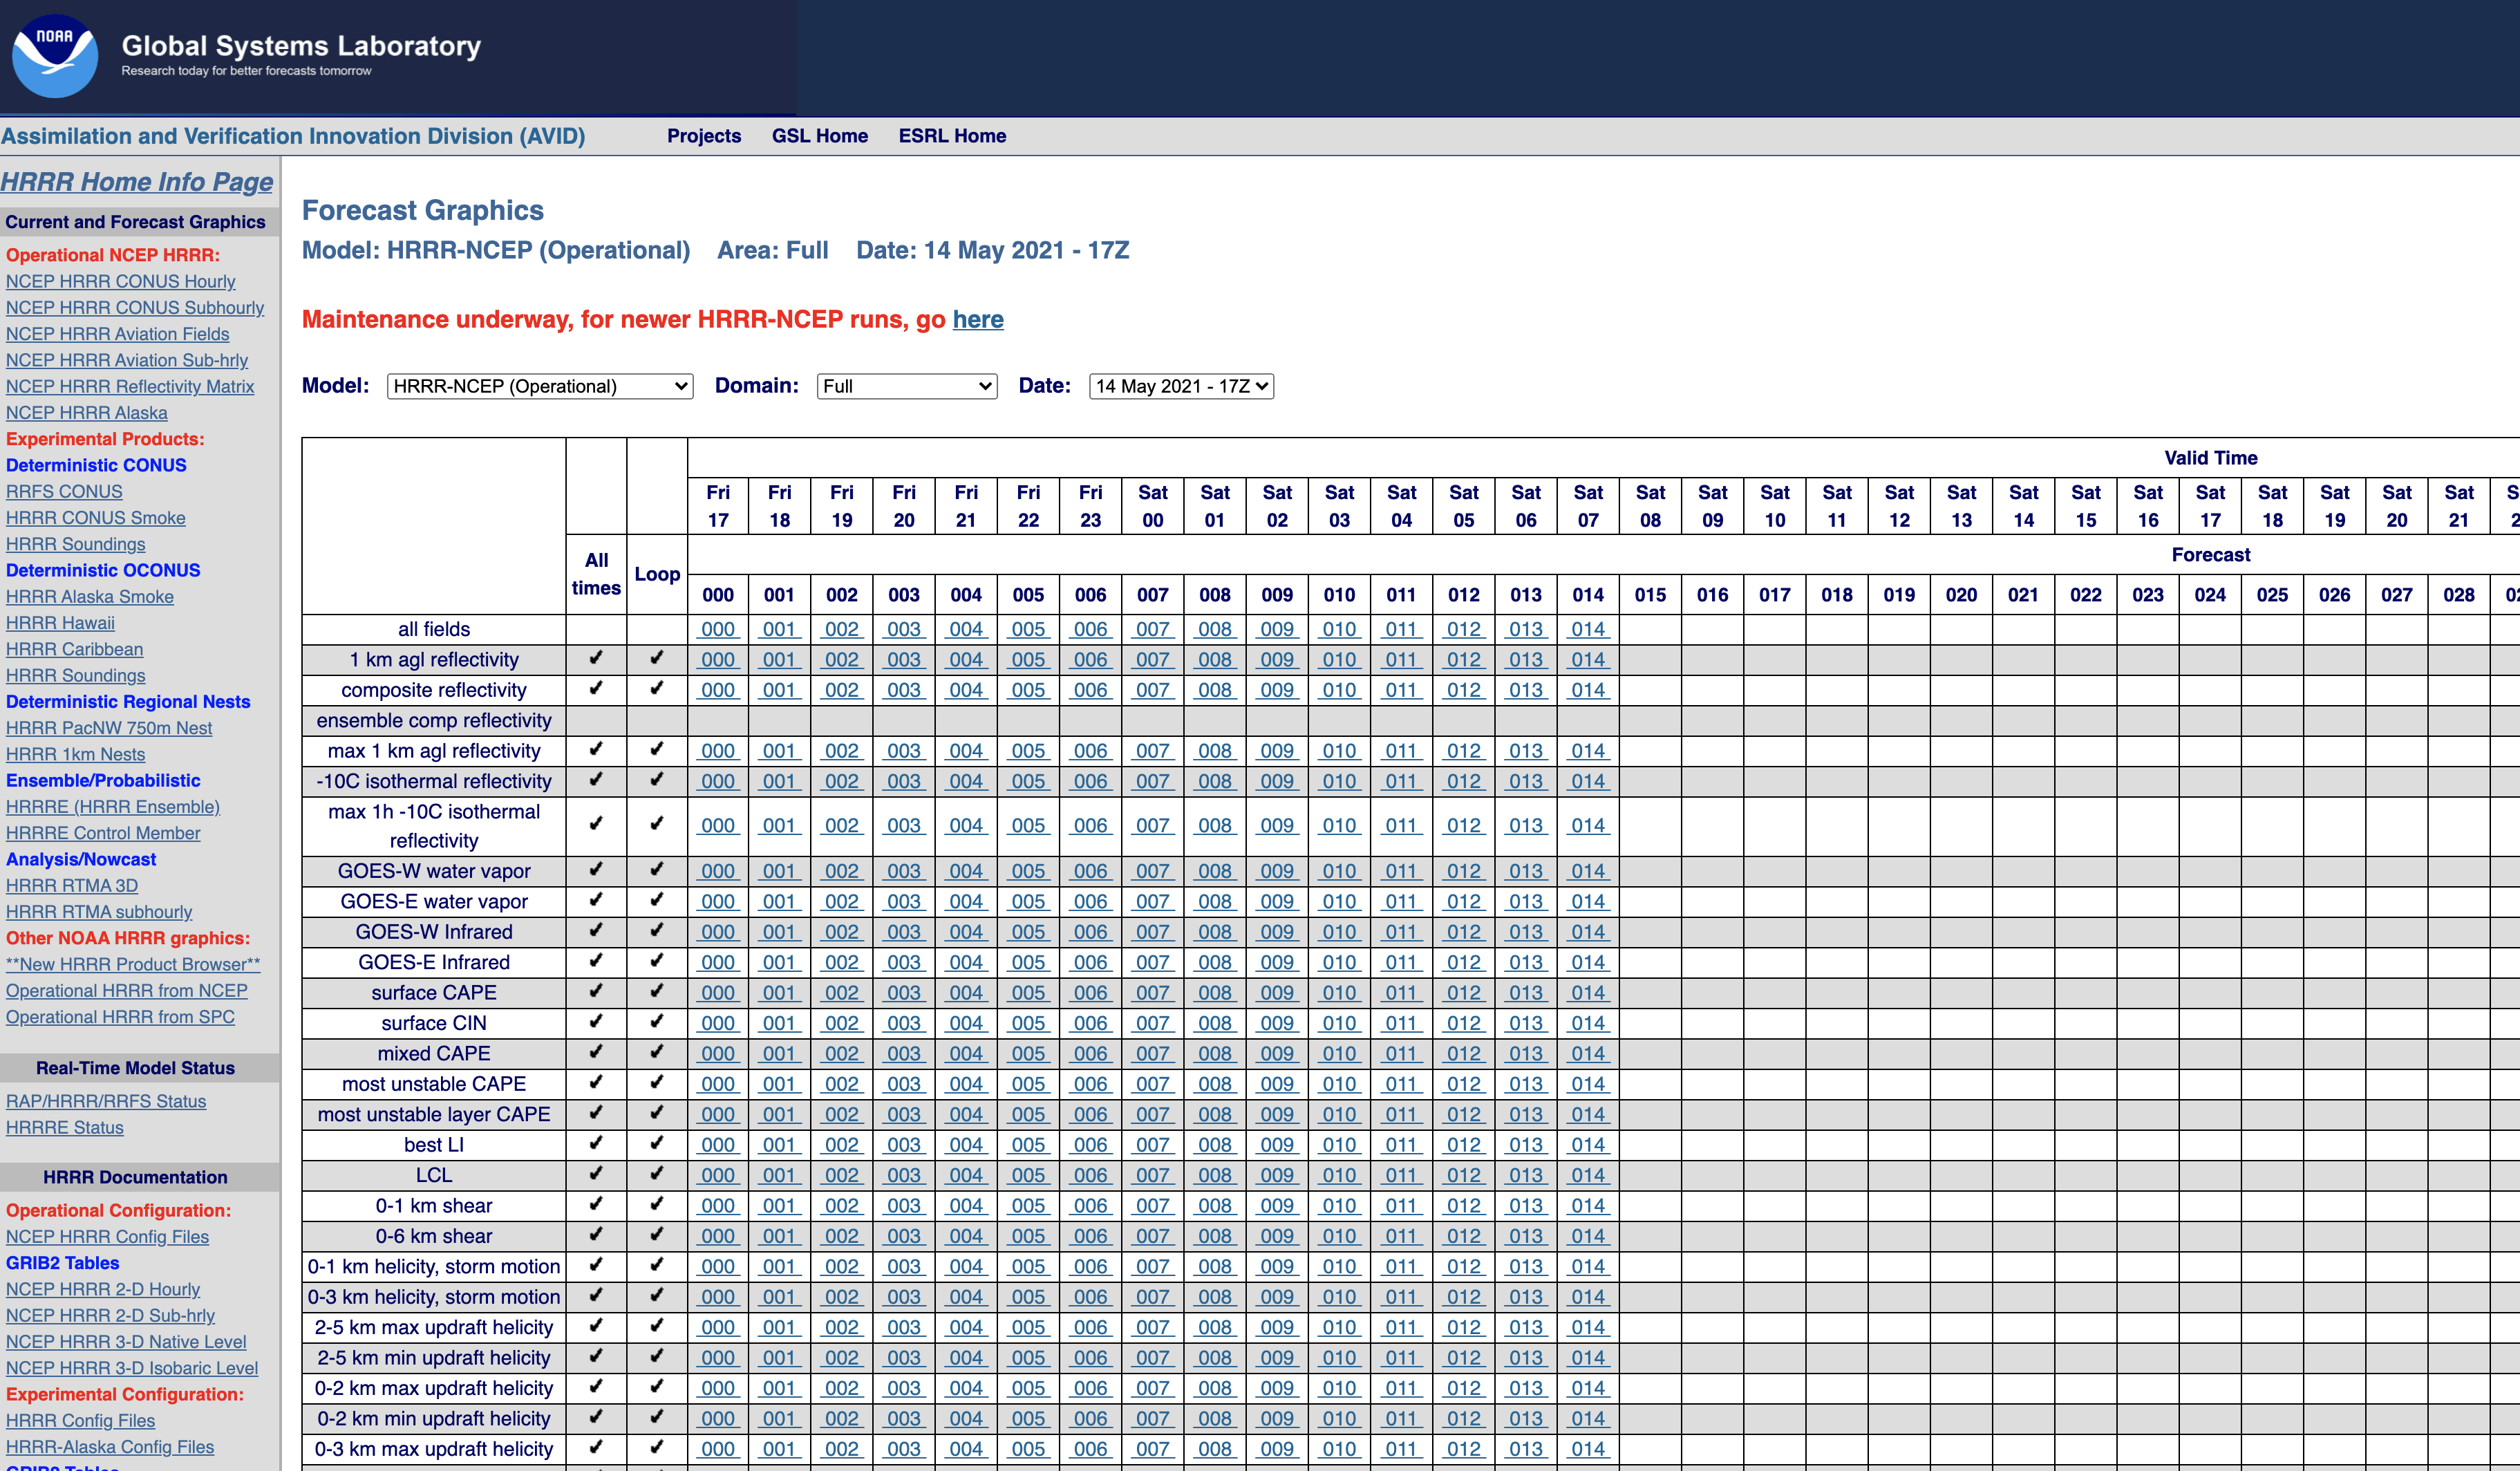 NOAA
Global Systems Laboratory
Research today for better forecasts tomorrow
Assimilation and Verification Innovation Division (AVID) Projects GSL Home ESRL Home
HRRR Home Info Page
Current and Forecast Graphics
Operational NCEP HRRR:
NCEP HRRR CONUS Hourly
NCEP HRRR CONUS Subhourly
NCEP HRRR Aviation Fields
NCEP HRRR Aviation Sub-hrly
NCEP HRRR Reflectivity Matrix
NCEP HRRR Alaska
Experimental Products:
Deterministic CONUS
RRFS CONUS
HRRR CONUS Smoke
HRRR Soundings
Deterministic OCONUS
HRRR Alaska Smoke
HRRR Hawaii
HRRR Caribbean
HRRR Soundings
Deterministic Regional Nests
HRRR PacNW 750m Nest
HRRR 1km Nests
Ensemble/Probabilistic
HRRRE (HRRR Ensemble)
HRRRE Control Member
Analysis/Nowcast
HRRR RTMA 3D
HRRR RTMA subhourly
Other NOAA HRRR graphics:
**New HRRR Product Browser**
Operational HRRR from NCEP
Operational HRRR from SPC
Real-Time Model Status
RAP/HRRR/RRFS Status
HRRRE Status
HRRR Documentation
Operational Configuration:
NCEP HRRR Config Files
GRIB2 Tables
NCEP HRRR 2-D Hourly
NCEP HRRR 2-D Sub-hrly
NCEP HRRR 3-D Native Level
NCEP HRRR 3-D Isobaric Level
Experimental Configuration:
HRRR Config Files
HRRR-Alaska Config Files
GRIB2 Tables
Forecast Graphics
Model: HRRR-NCEP (Operational) Area: Full Date: 14 May 2021 - 17Z
Maintenance underway, for newer HRRR-NCEP runs, go here
Model: HRRR-NCEP (Operational) Domain: Full Date: 14 May 2021 - 17Z
Valid Time
Fri Fri Fri Fri Fri Fri Fri Sat Sat Sat Sat Sat Sat Sat Sat Sat Sat Sat Sat Sat Sat Sat Sat Sat Sat Sat Sat Sat Sat
17 18 19 20 21 22 23 00 01 02 03 04 05 06 07 08 09 10 11 12 13 14 15 16 17 18 19 20 21
All times Loop Forecast
000 001 002 003 004 005 006 007 008 009 010 011 012 013 014 015 016 017 018 019 020 021 022 023 024 025 026 027 028
all fields 000 001 002 003 004 005 006 007 008 009 010 011 012 013 014
1 km agl reflectivity ✔ ✔ 000 001 002 003 004 005 006 007 008 009 010 011 012 013 014
composite reflectivity ✔ ✔ 000 001 002 003 004 005 006 007 008 009 010 011 012 013 014
ensemble comp reflectivity
max 1 km agl reflectivity ✔ ✔ 000 001 002 003 004 005 006 007 008 009 010 011 012 013 014
-10C isothermal reflectivity ✔ ✔ 000 001 002 003 004 005 006 007 008 009 010 011 012 013 014
max 1h -10C isothermal
reflectivity ✔ ✔ 000 001 002 003 004 005 006 007 008 009 010 011 012 013 014
GOES-W water vapor ✔ ✔ 000 001 002 003 004 005 006 007 008 009 010 011 012 013 014
GOES-E water vapor ✔ ✔ 000 001 002 003 004 005 006 007 008 009 010 011 012 013 014
GOES-W Infrared ✔ ✔ 000 001 002 003 004 005 006 007 008 009 010 011 012 013 014
GOES-E Infrared ✔ ✔ 000 001 002 003 004 005 006 007 008 009 010 011 012 013 014
surface CAPE ✔ ✔ 000 001 002 003 004 005 006 007 008 009 010 011 012 013 014
surface CIN ✔ ✔ 000 001 002 003 004 005 006 007 008 009 010 011 012 013 014
mixed CAPE ✔ ✔ 000 001 002 003 004 005 006 007 008 009 010 011 012 013 014
most unstable CAPE ✔ ✔ 000 001 002 003 004 005 006 007 008 009 010 011 012 013 014
most unstable layer CAPE ✔ ✔ 000 001 002 003 004 005 006 007 008 009 010 011 012 013 014
best LI ✔ ✔ 000 001 002 003 004 005 006 007 008 009 010 011 012 013 014
LCL ✔ ✔ 000 001 002 003 004 005 006 007 008 009 010 011 012 013 014
0-1 km shear ✔ ✔ 000 001 002 003 004 005 006 007 008 009 010 011 012 013 014
0-6 km shear ✔ ✔ 000 001 002 003 004 005 006 007 008 009 010 011 012 013 014
0-1 km helicity, storm motion ✔ ✔ 000 001 002 003 004 005 006 007 008 009 010 011 012 013 014
0-3 km helicity, storm motion ✔ ✔ 000 001 002 003 004 005 006 007 008 009 010 011 012 013 014
2-5 km max updraft helicity ✔ ✔ 000 001 002 003 004 005 006 007 008 009 010 011 012 013 014
2-5 km min updraft helicity ✔ ✔ 000 001 002 003 004 005 006 007 008 009 010 011 012 013 014
0-2 km max updraft helicity ✔ ✔ 000 001 002 003 004 005 006 007 008 009 010 011 012 013 014
0-2 km min updraft helicity ✔ ✔ 000 001 002 003 004 005 006 007 008 009 010 011 012 013 014
0-3 km max updraft helicity ✔ ✔ 000 001 002 003 004 005 006 007 008 009 010 011 012 013 014